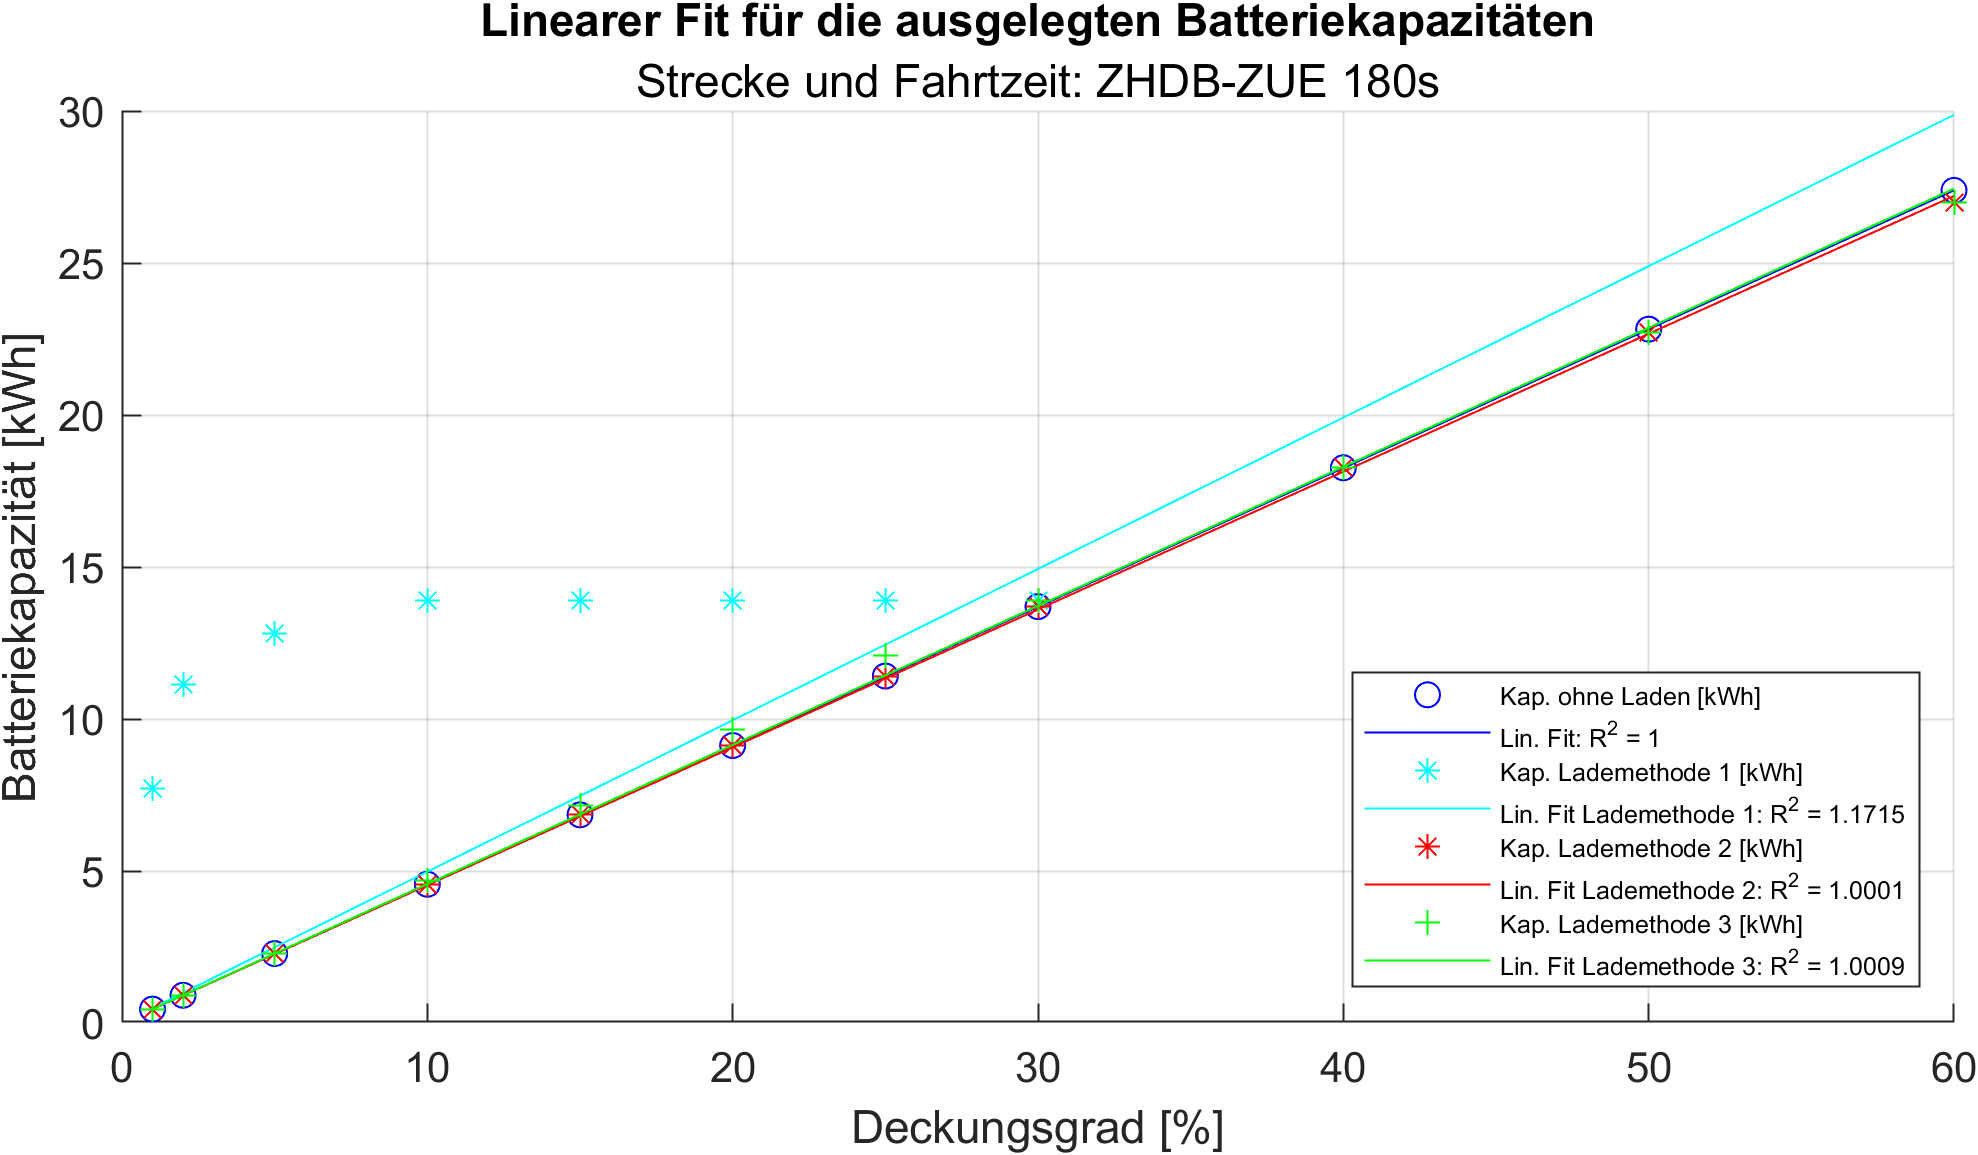 Linearer Fit für die ausgelegten Batteriekapazitäten
Strecke und Fahrtzeit: ZHDB-ZUE 180s
Batteriekapazität [kWh]
30
25
20
15
10
5
0
0 10 20 30 40 50 60
Deckungsgrad [%]
Kap. ohne Laden [kWh]
Lin. Fit: R² = 1
Kap. Lademethode 1 [kWh]
Lin. Fit Lademethode 1: R² = 1.1715
Kap. Lademethode 2 [kWh]
Lin. Fit Lademethode 2: R² = 1.0001
Kap. Lademethode 3 [kWh]
Lin. Fit Lademethode 3: R² = 1.0009